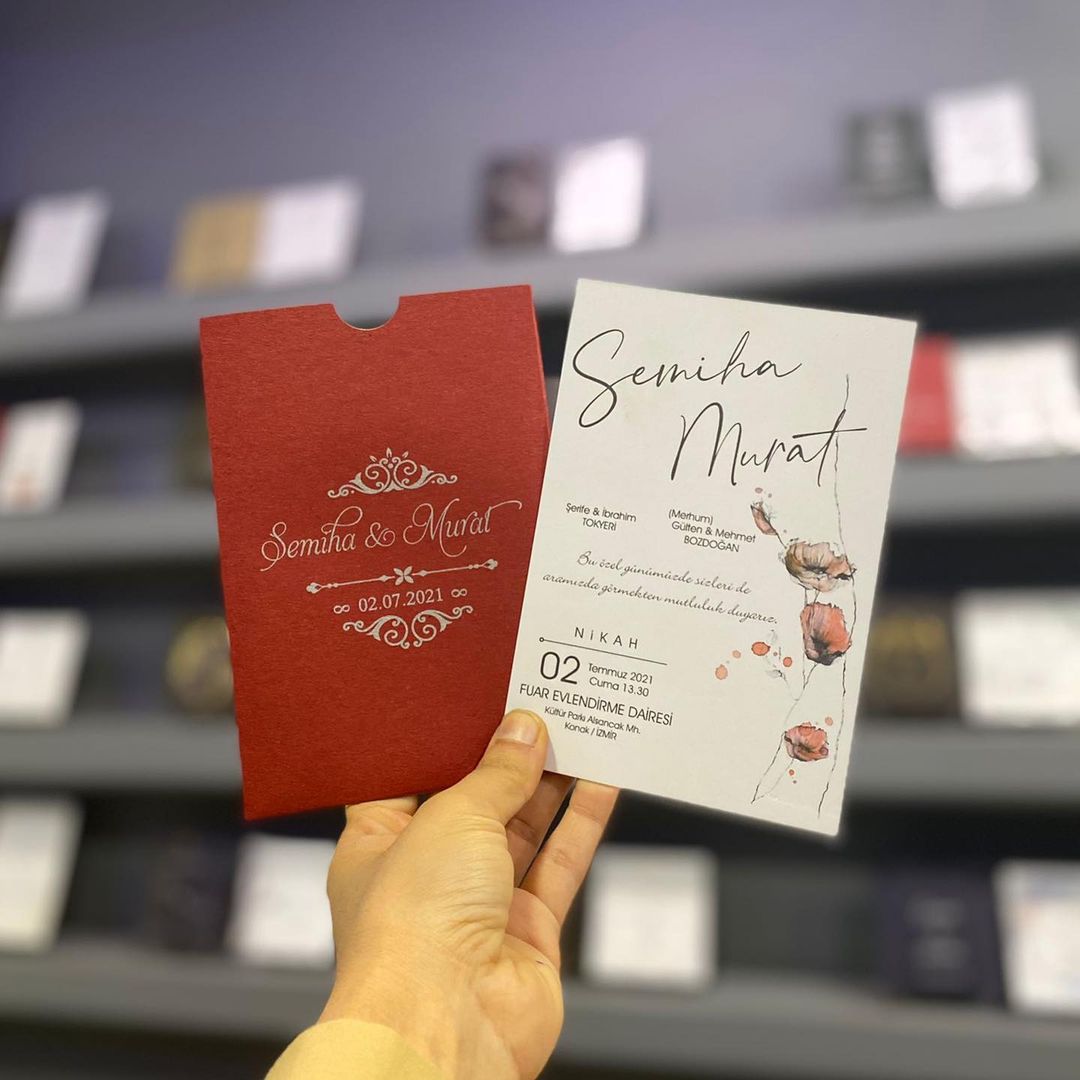 Semiha & Murat
∞ 02.07.2021 ∞
Semiha
Murat
Şerife & İbrahim
TOKYERİ
(Merhum)
Gülten & Mehmet
BOZDOĞAN
Bu özel günümüzde sizleri de
aramızda görmekten mutluluk duyarız.
NiKAH
02
Temmuz 2021
Cuma 13.30
FUAR EVLENDİRME DAİRESİ
Kültür Parkı Alsancak Mh.
Konak / İZMİR